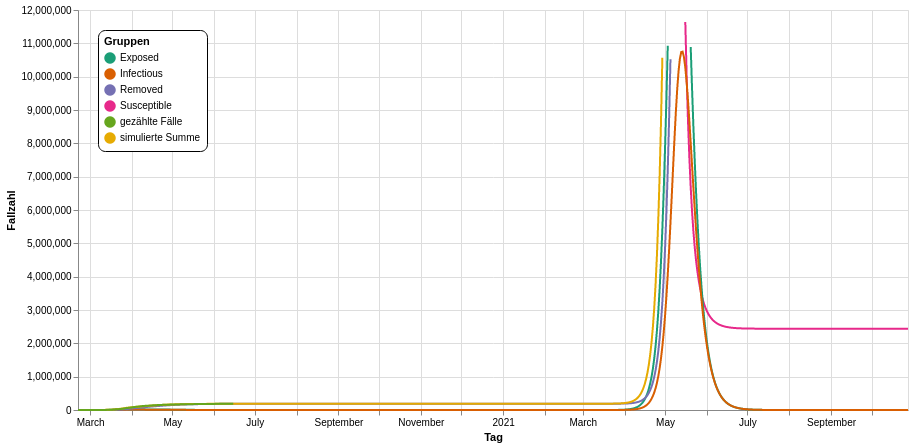 12,000,000
11,000,000
10,000,000
9,000,000
8,000,000
7,000,000
6,000,000
5,000,000
4,000,000
3,000,000
2,000,000
1,000,000
0
Fallzahl
Gruppen
Exposed
Infectious
Removed
Susceptible
gezählte Fälle
simulierte Summe
March May July September November 2021 March May July September
Tag